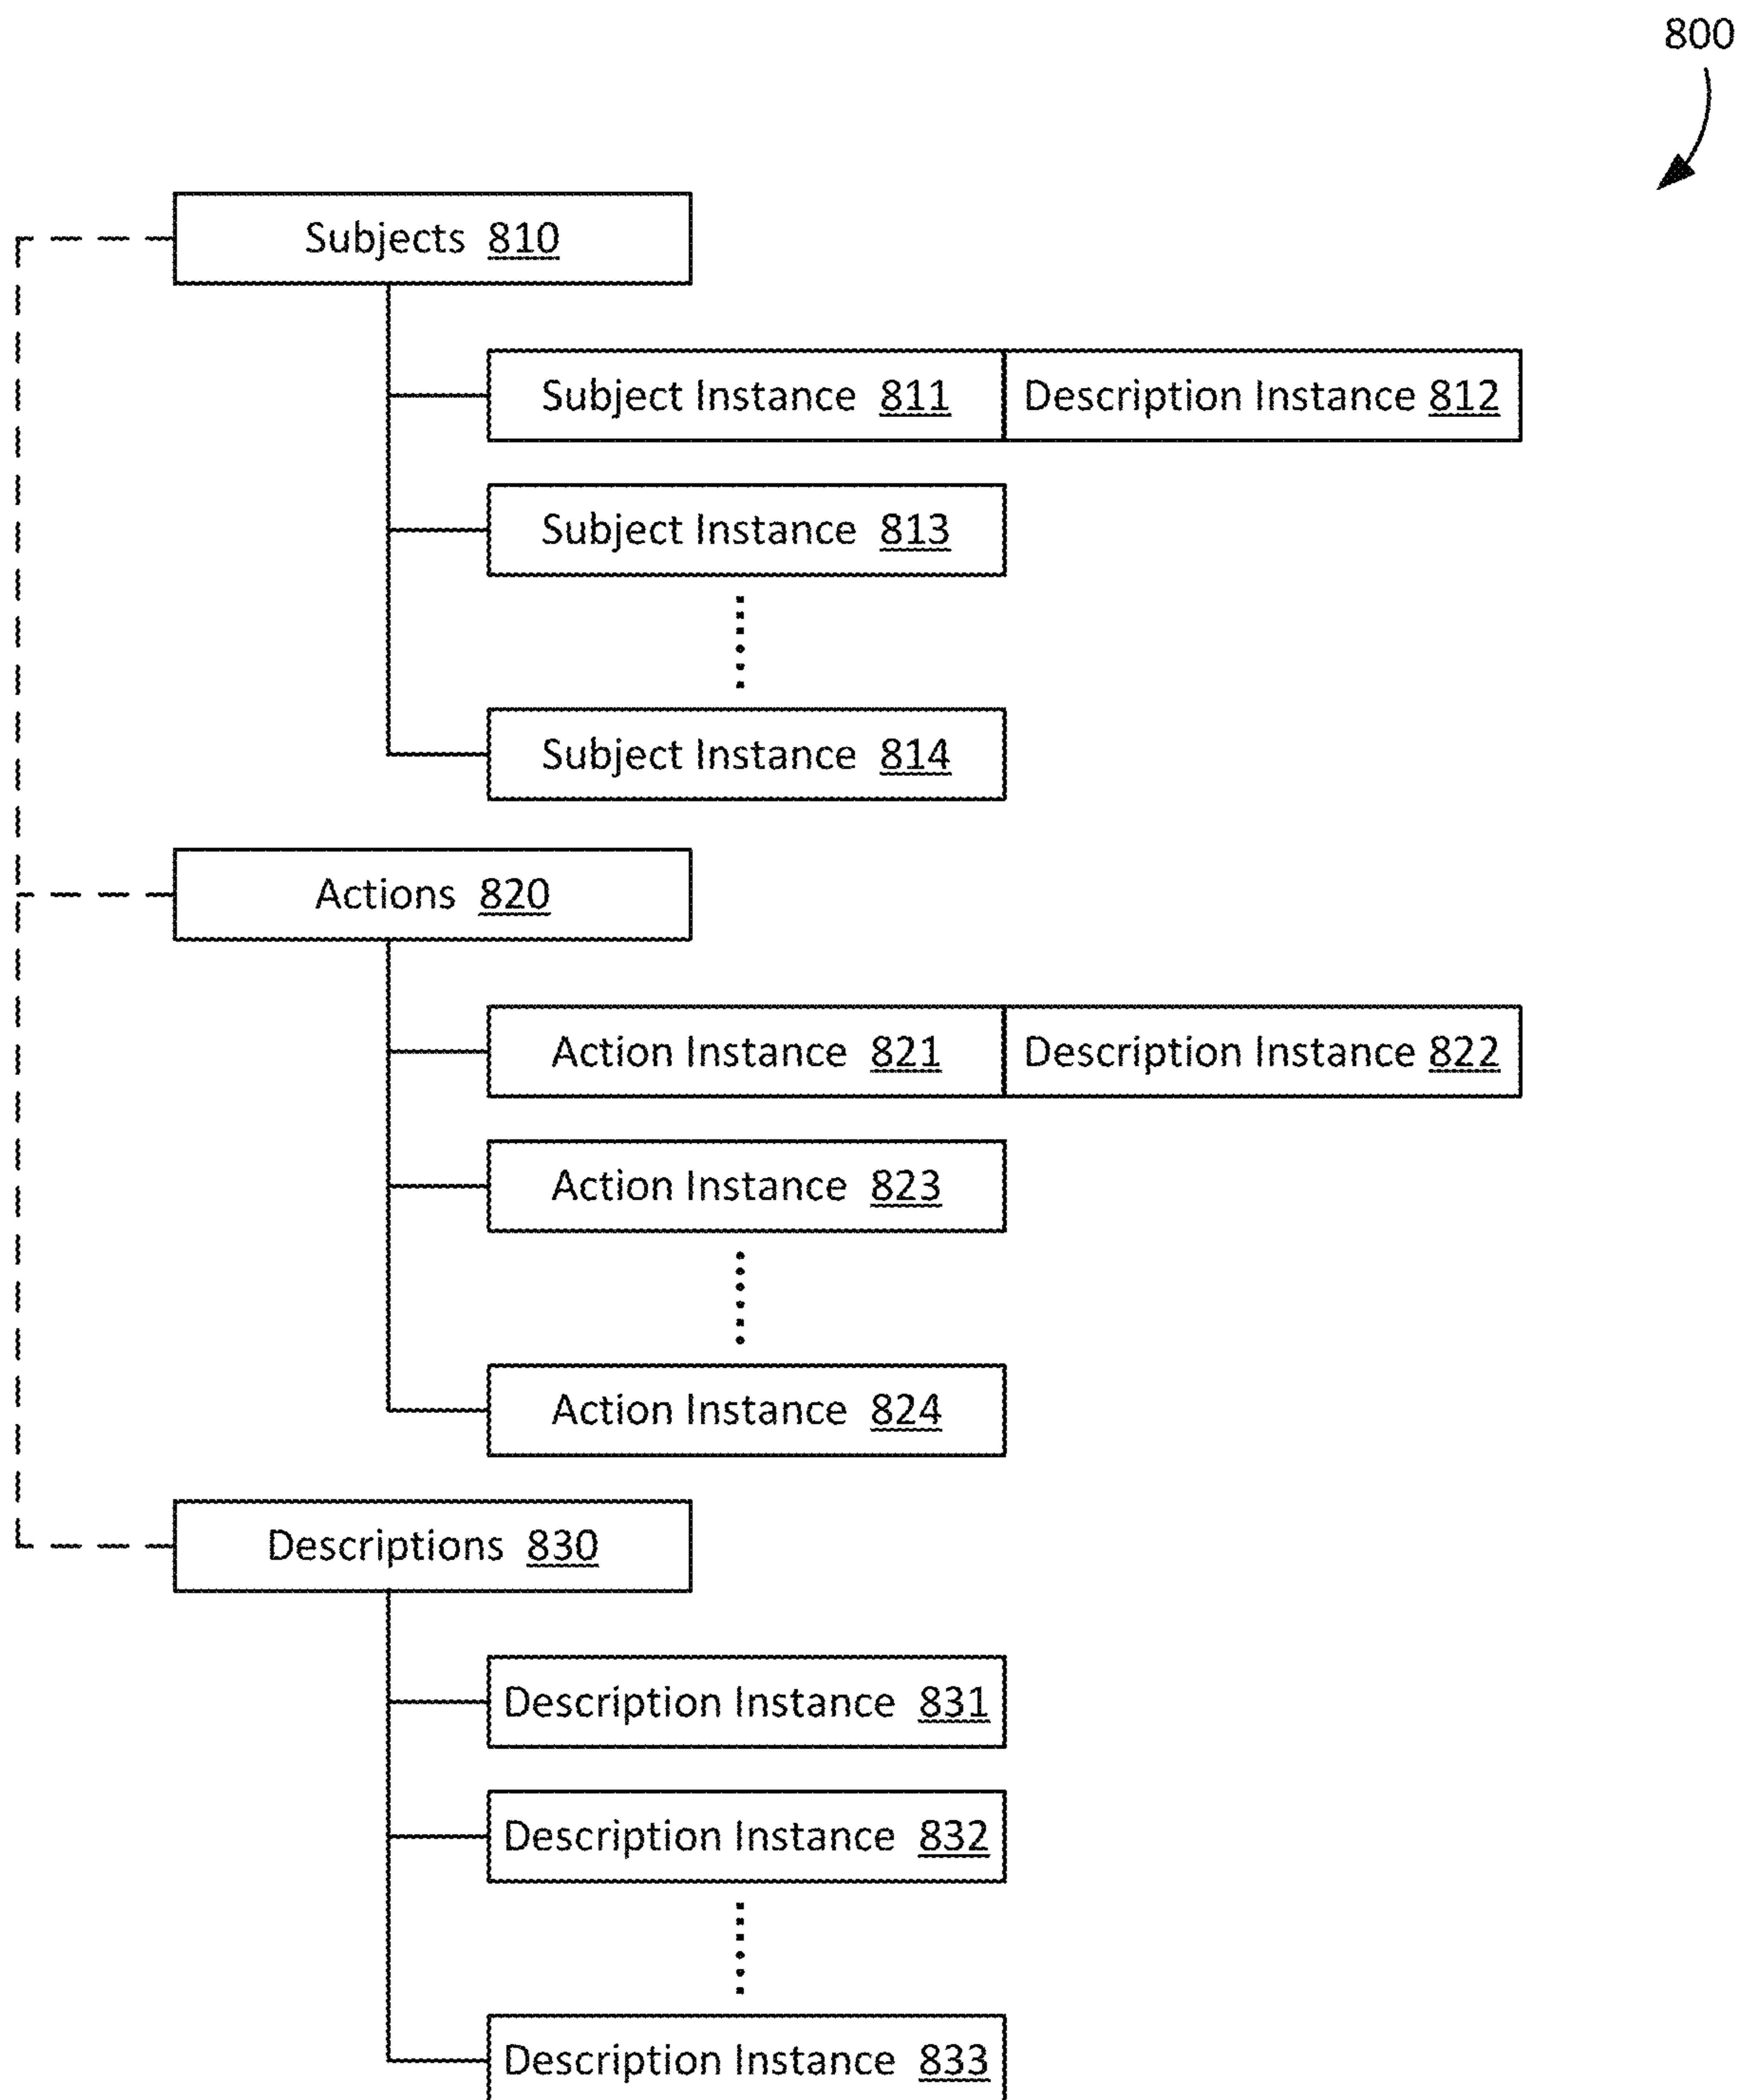 800
Subjects 810
Subject Instance 811 Description Instance 812
Subject Instance 813
Subject Instance 814
Actions 820
Action Instance 821 Description Instance 822
Action Instance 823
Action Instance 824
Descriptions 830
Description Instance 831
Description Instance 832
Description Instance 833